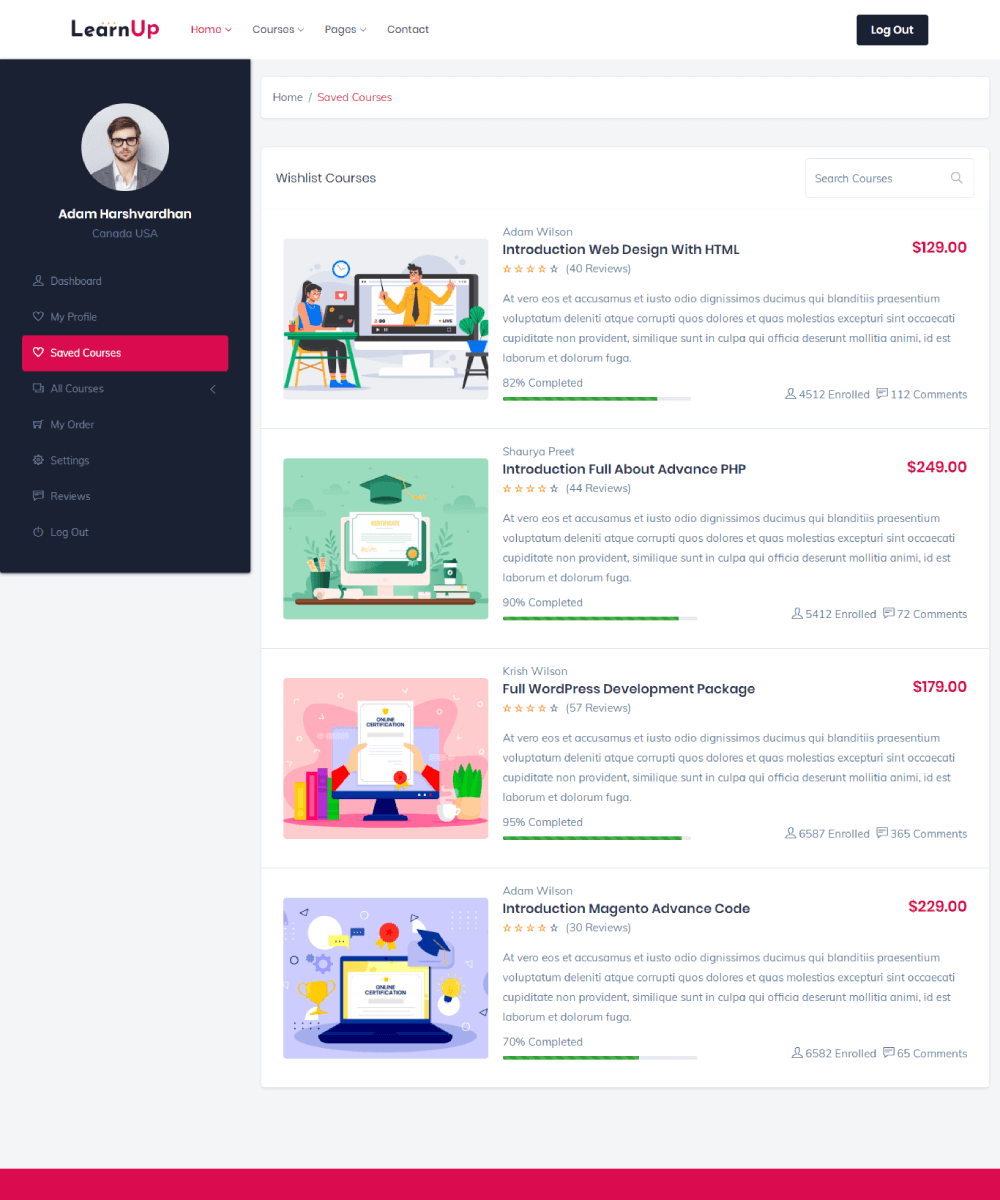 LearnUp
Home
Courses
Pages
Contact
Log Out
Adam Harshvardhan
Canada USA
Dashboard
My Profile
Saved Courses
All Courses
My Order
Settings
Reviews
Log Out
Home / Saved Courses
Wishlist Courses
Search Courses
Adam Wilson
Introduction Web Design With HTML
$129.00
(40 Reviews)
At vero eos et accusamus et iusto odio dignissimos ducimus qui blanditiis praesentium
voluptatum deleniti atque corrupti quos dolores et quas molestias excepturi sint occaecati
cupiditate non provident, similique sunt in culpa qui officia deserunt mollitia animi, id est
laborum et dolorum fuga.
82% Completed
4512 Enrolled 112 Comments
LIVE
Shaurya Preet
Introduction Full About Advance PHP
$249.00
(44 Reviews)
At vero eos et accusamus et iusto odio dignissimos ducimus qui blanditiis praesentium
voluptatum deleniti atque corrupti quos dolores et quas molestias excepturi sint occaecati
cupiditate non provident, similique sunt in culpa qui officia deserunt mollitia animi, id est
laborum et dolorum fuga.
90% Completed
5412 Enrolled 72 Comments
CERTIFICATE
Krish Wilson
Full WordPress Development Package
$179.00
(57 Reviews)
At vero eos et accusamus et iusto odio dignissimos ducimus qui blanditiis praesentium
voluptatum deleniti atque corrupti quos dolores et quas molestias excepturi sint occaecati
cupiditate non provident, similique sunt in culpa qui officia deserunt mollitia animi, id est
laborum et dolorum fuga.
95% Completed
6587 Enrolled 365 Comments
ONLINE
CERTIFICATION
Adam Wilson
Introduction Magento Advance Code
$229.00
(30 Reviews)
At vero eos et accusamus et iusto odio dignissimos ducimus qui blanditiis praesentium
voluptatum deleniti atque corrupti quos dolores et quas molestias excepturi sint occaecati
cupiditate non provident, similique sunt in culpa qui officia deserunt mollitia animi, id est
laborum et dolorum fuga.
70% Completed
6582 Enrolled 65 Comments
ONLINE
CERTIFICATION